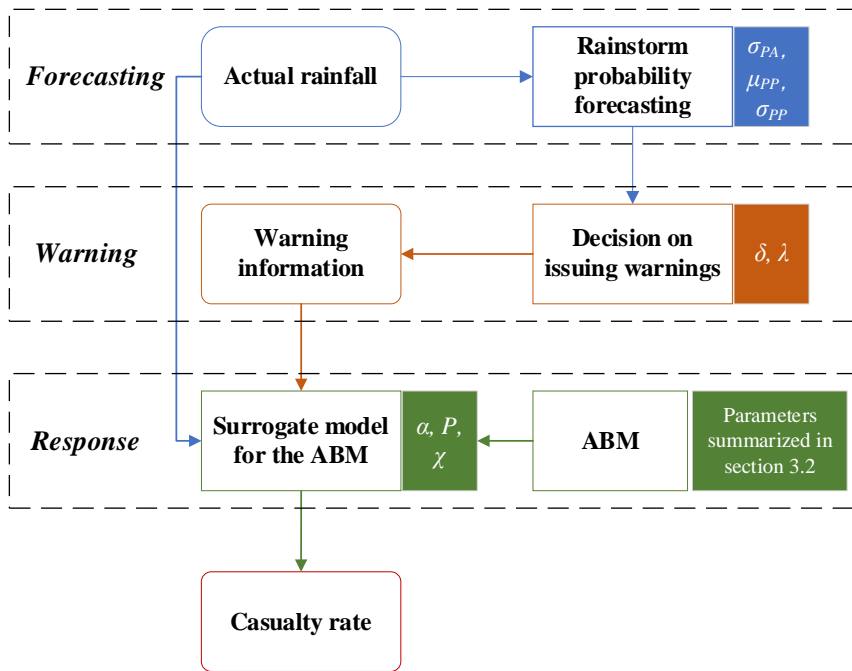 Forecasting
Actual rainfall
Rainstorm
probability
forecasting
σPA,
μPP,
σPP
Warning
Warning
information
Decision on
issuing warnings
δ, λ
Response
Surrogate model
for the ABM
α, P,
χ
ABM
Parameters
summarized in
section 3.2
Casualty rate